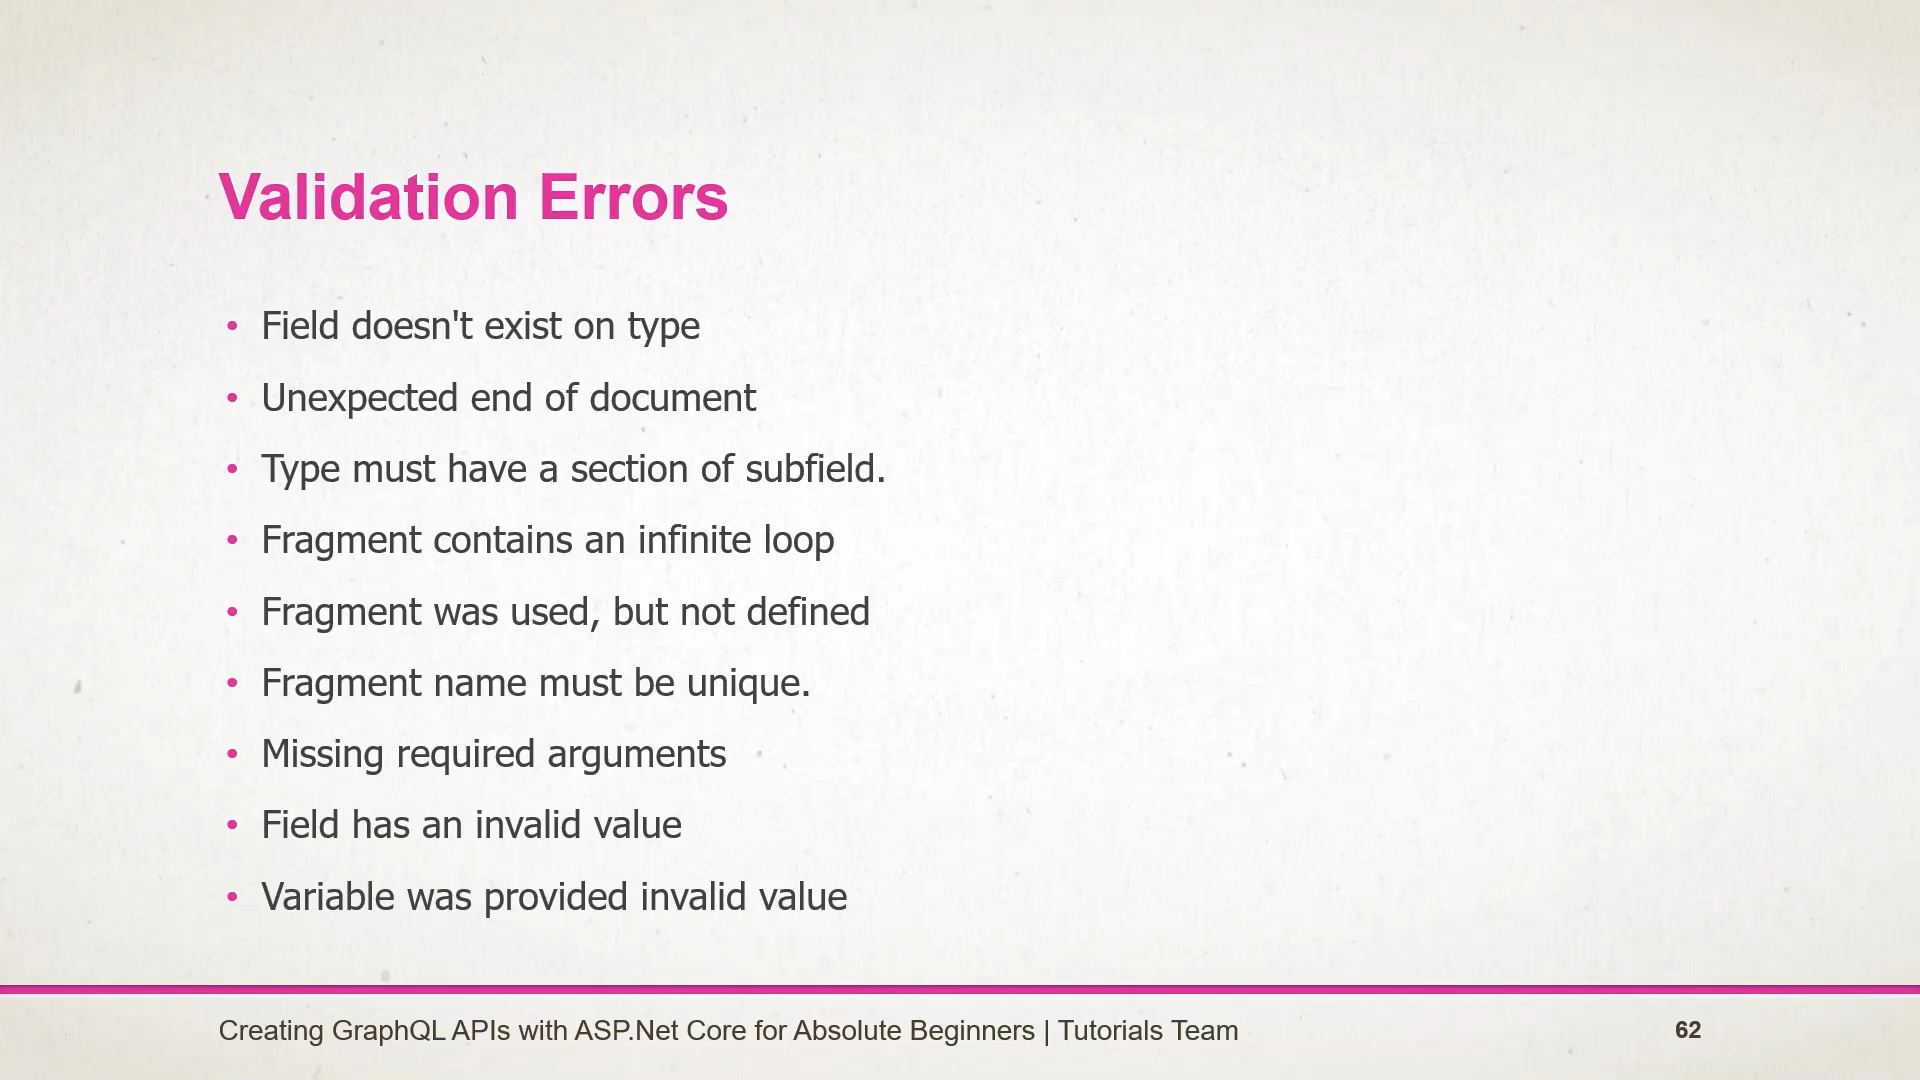 Validation Errors
• Field doesn't exist on type
• Unexpected end of document
• Type must have a section of subfield.
• Fragment contains an infinite loop
• Fragment was used, but not defined
• Fragment name must be unique.
• Missing required arguments
• Field has an invalid value
• Variable was provided invalid value
Creating GraphQL APIs with ASP.Net Core for Absolute Beginners | Tutorials Team
62